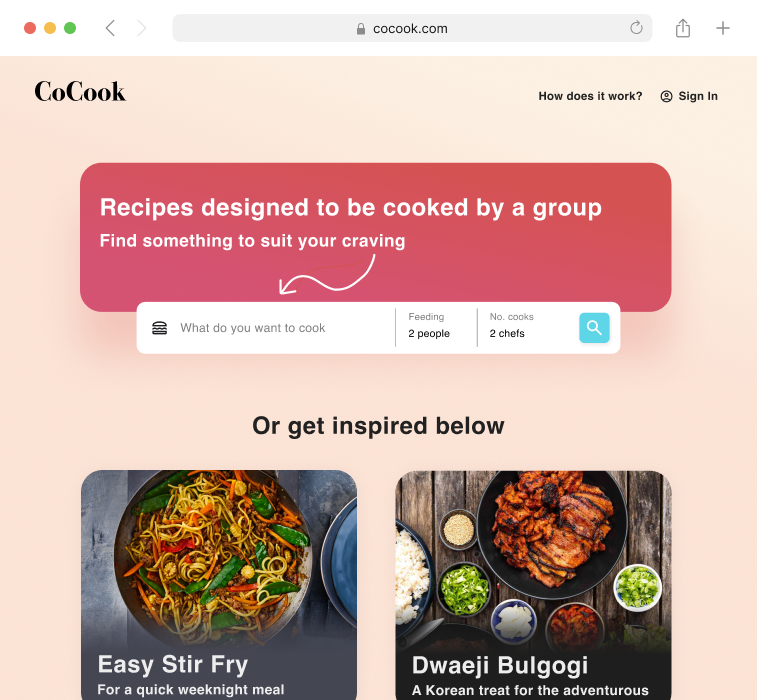 cocook.com
CoCook
How does it work?
Sign In
Recipes designed to be cooked by a group
Find something to suit your craving
What do you want to cook
Feeding
2 people
No. cooks
2 chefs
Or get inspired below
Easy Stir Fry
For a quick weeknight meal
Dwaeji Bulgogi
A Korean treat for the adventurous